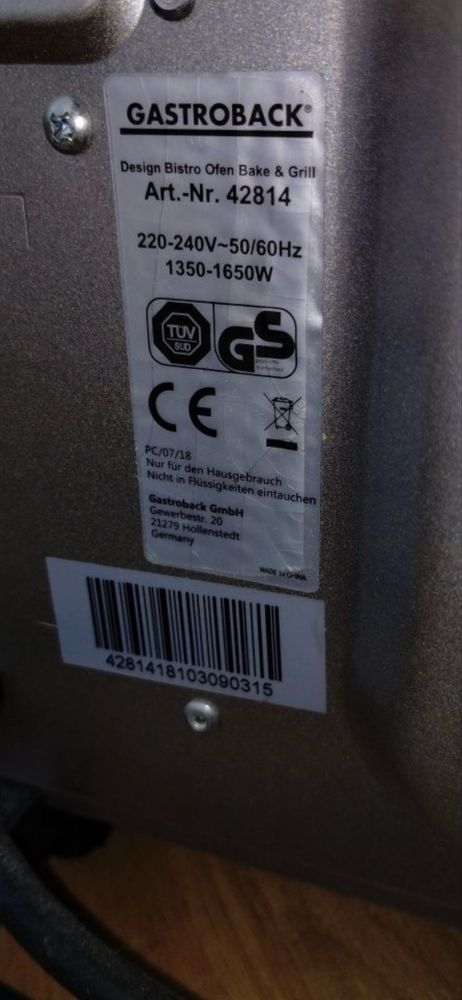 GASTROBACK®
Design Bistro Ofen Bake & Grill
Art.-Nr. 42814
220-240V~50/60Hz
1350-1650W
TÜV
SÜD
GS
geprüfte
Sicherheit
CE
PC/07/18
Nur für den Hausgebrauch
Nicht in Flüssigkeiten eintauchen
Gastroback GmbH
Gewerbestr. 20
21279 Hollenstedt
Germany
MADE IN CHINA
4281418103090315